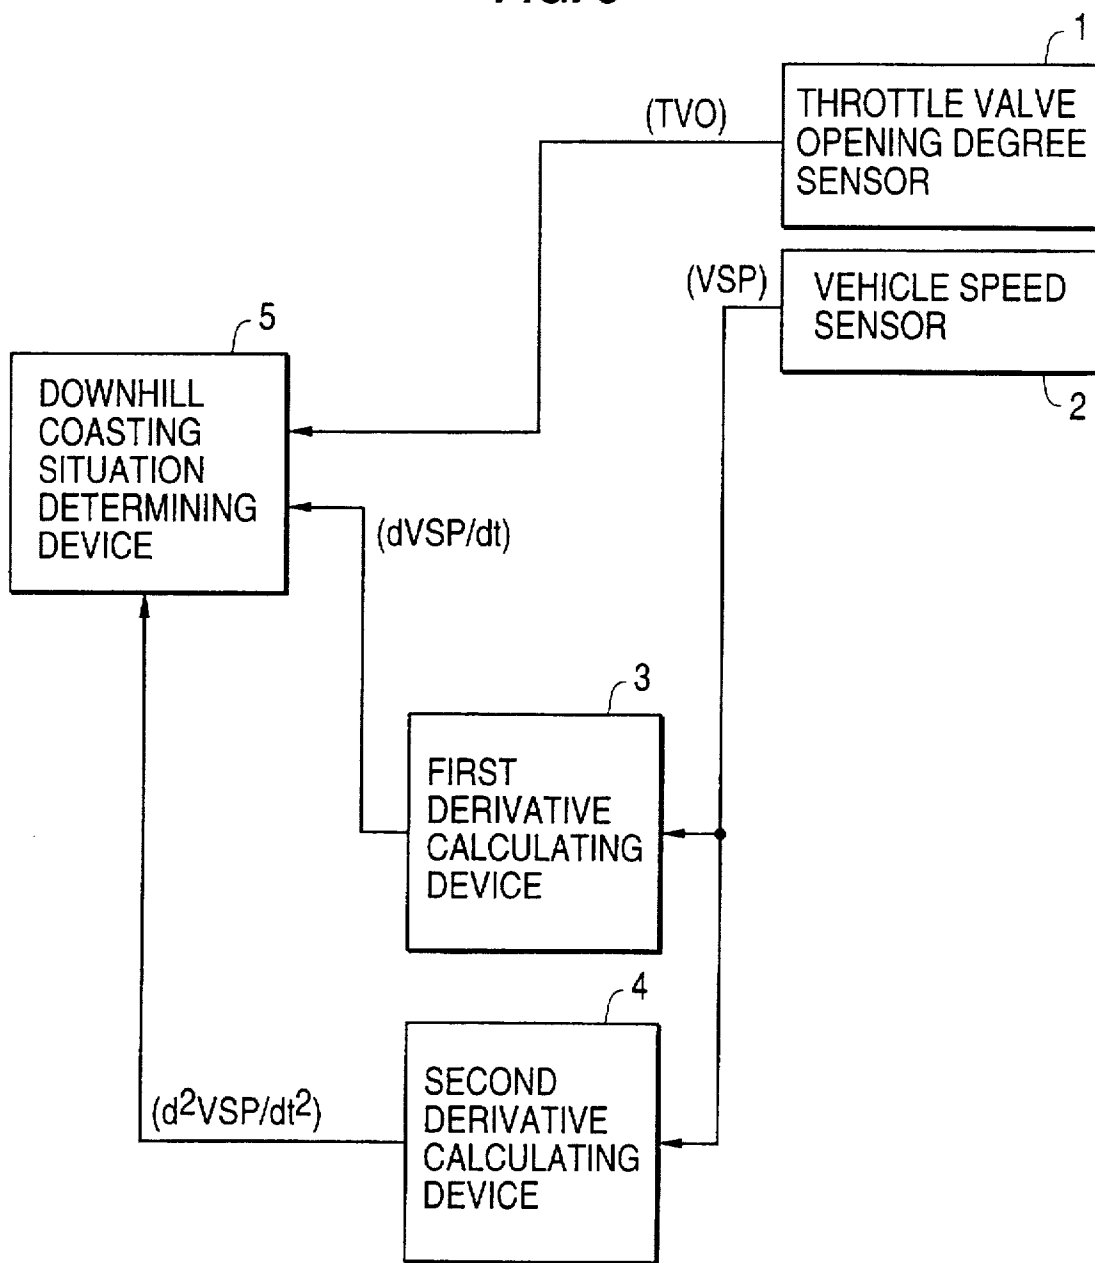 1
THROTTLE VALVE
OPENING DEGREE
SENSOR
(TVO)
(VSP)
VEHICLE SPEED
SENSOR
2
5
DOWNHILL
COASTING
SITUATION
DETERMINING
DEVICE
(dVSP/dt)
3
FIRST
DERIVATIVE
CALCULATING
DEVICE
4
SECOND
DERIVATIVE
CALCULATING
DEVICE
(d²VSP/dt²)